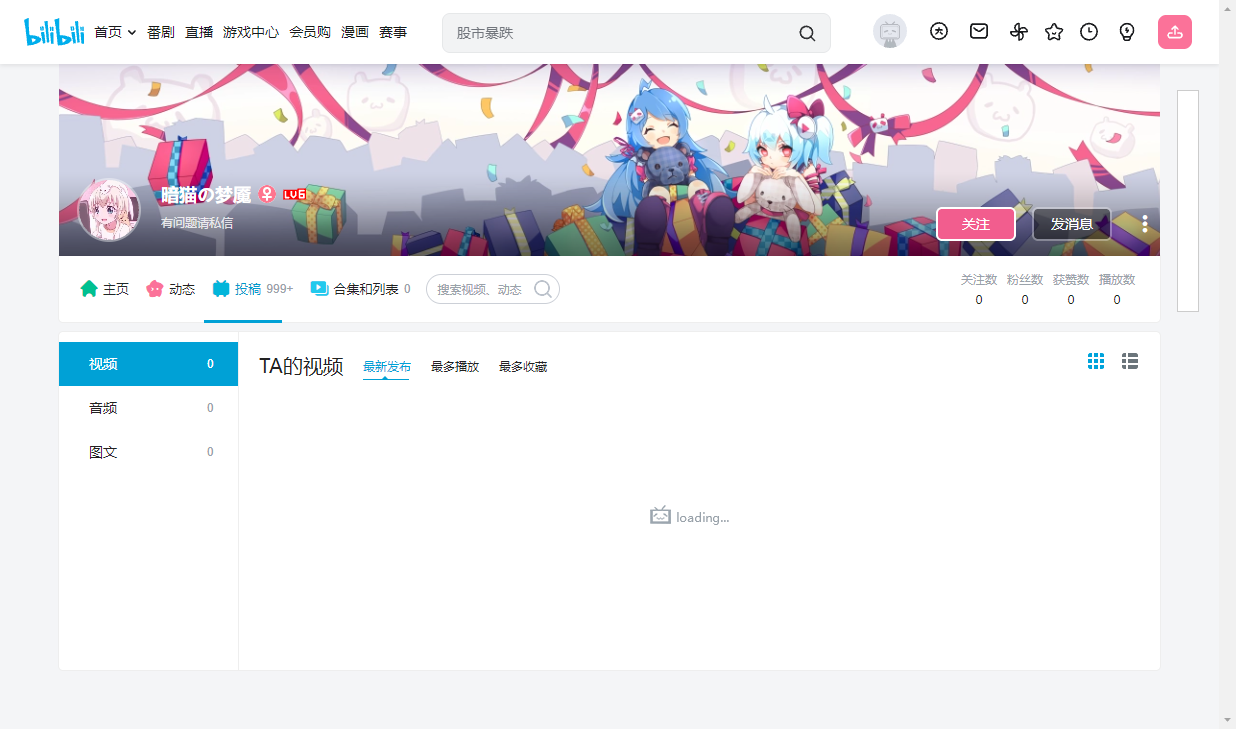 bilibili 首页 番剧 直播 游戏中心 会员购 漫画 赛事 股市暴跌
暗猫の梦魇 LV6
有问题请私信
关注 发消息
主页 动态 投稿 999+ 合集和列表 0 搜索视频、动态
关注数 粉丝数 获赞数 播放数
0 0 0 0
视频 0
音频 0
图文 0
TA的视频 最新发布 最多播放 最多收藏
loading...